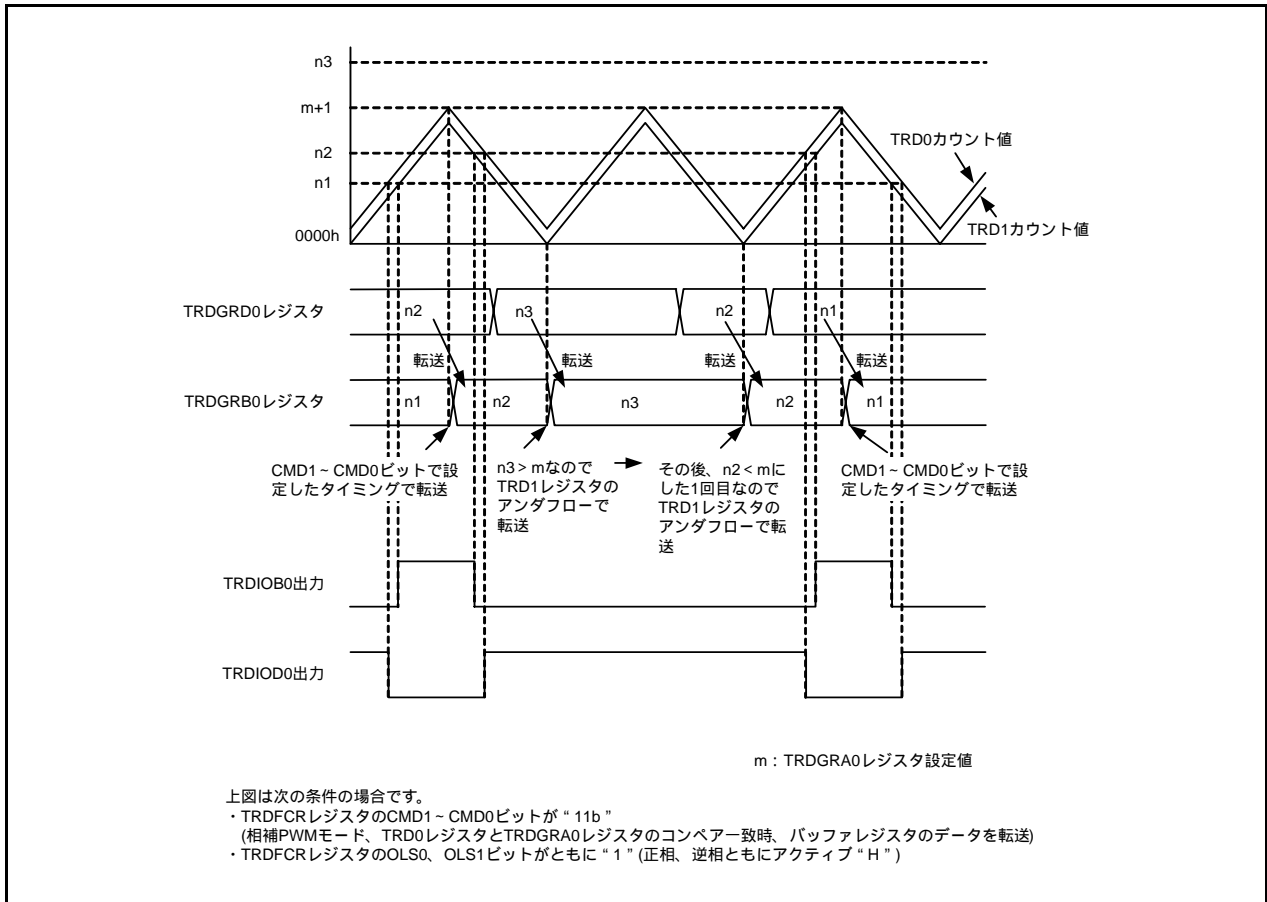 n3
m+1
n2
n1
0000h
TRD0カウント値
TRD1カウント値
TRDGRD0レジスタ
n2
n3
n2
n1
転送
転送
転送
転送
TRDGRB0レジスタ
n1
n2
n3
n2
n1
CMD1~CMD0ビットで設
定したタイミングで転送
n3>mなので
TRD1レジスタの
アンダフローで
転送
その後、n2<mに
した1回目なので
TRD1レジスタの
アンダフローで転
送
CMD1~CMD0ビットで設
定したタイミングで転送
TRDIOB0出力
TRDIOD0出力
m:TRDGRA0レジスタ設定値
上図は次の条件の場合です。
・TRDFCRレジスタのCMD1~CMD0ビットが“11b”
(相補PWMモード、TRD0レジスタとTRDGRA0レジスタのコンペア一致時、バッファレジスタのデータを転送)
・TRDFCRレジスタのOLS0、OLS1ビットがともに“1”(正相、逆相ともにアクティブ“H”)